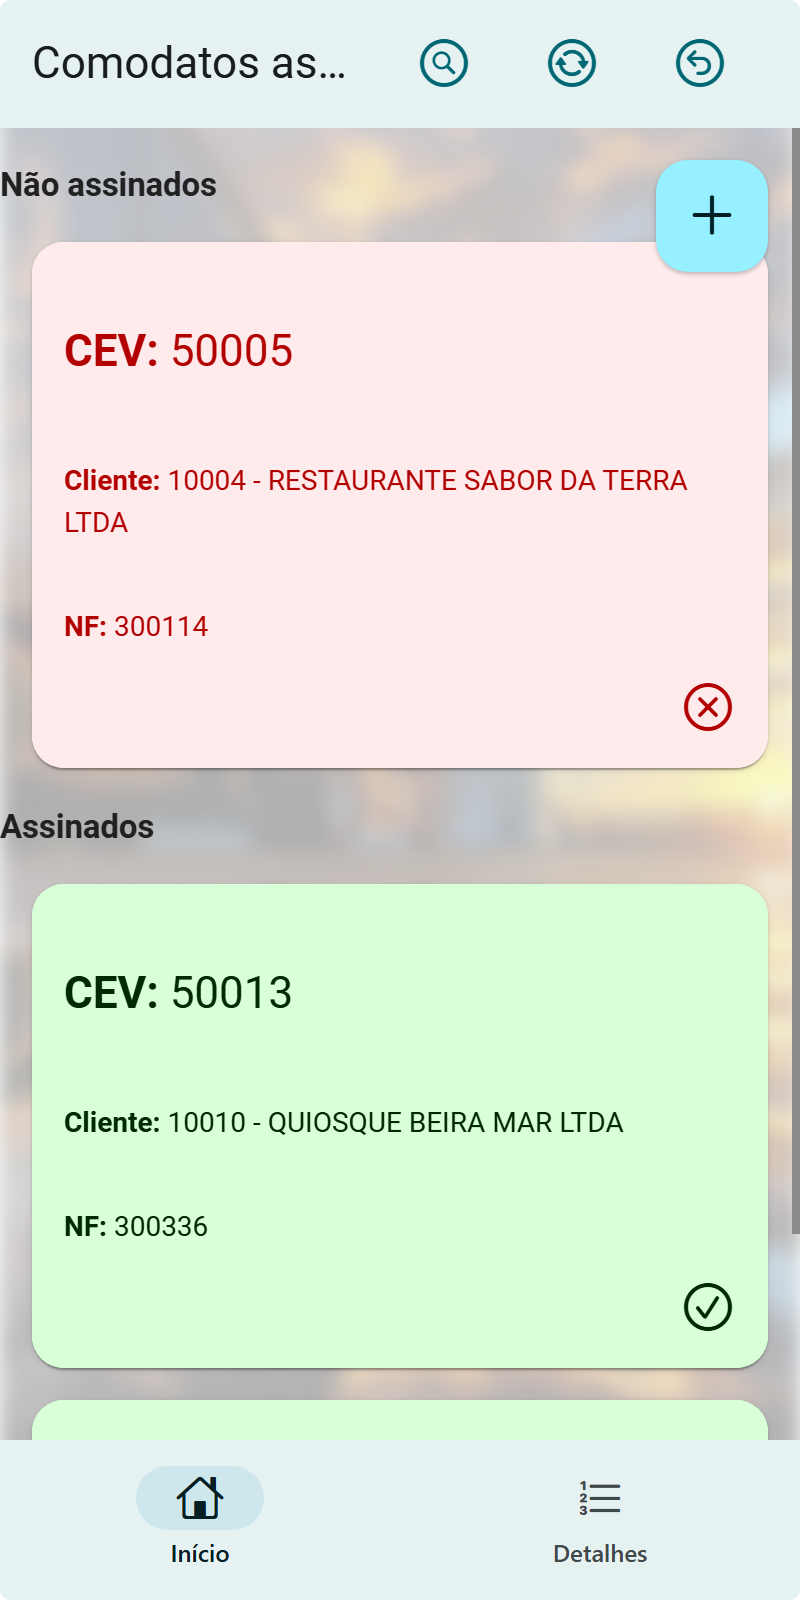 Comodatos as...
Não assinados
CEV: 50005
Cliente: 10004 - RESTAURANTE SABOR DA TERRA
LTDA
NF: 300114
Assinados
CEV: 50013
Cliente: 10010 - QUIOSQUE BEIRA MAR LTDA
NF: 300336
Início
Detalhes